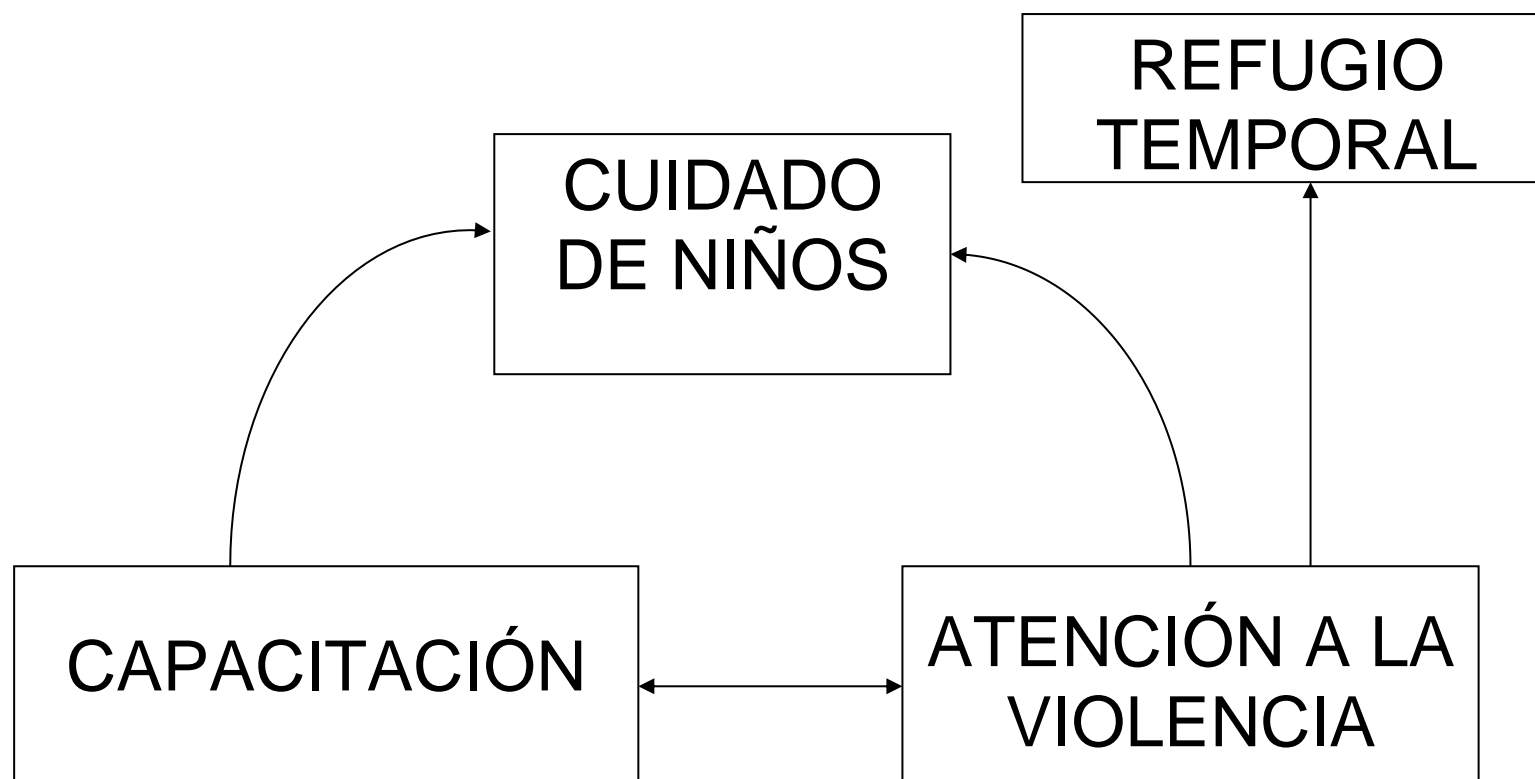 REFUGIO
TEMPORAL
CUIDADO
DE NIÑOS
CAPACITACIÓN
ATENCIÓN A LA
VIOLENCIA